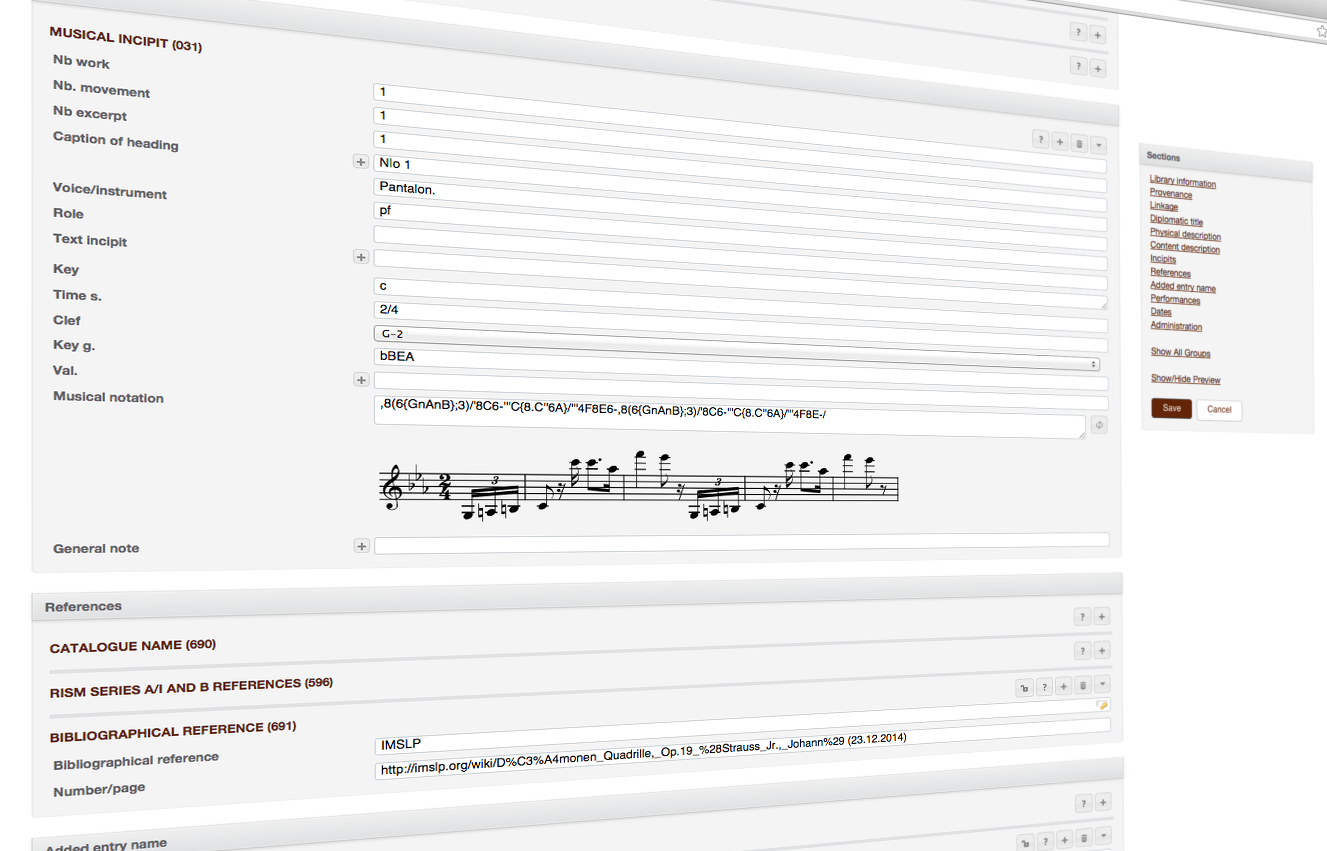 MUSICAL INCIPIT (031)
Nb work
1
Nb. movement
1
Nb excerpt
1
Caption of heading
Nlo 1
Pantalon.
Voice/instrument
pf
Role
Text incipit
Key
c
Time s.
2/4
Clef
G-2
Key g.
bBEA
Val.
Musical notation
,8(6{GnAnB};3)/'8C6-'"C{8.C"6A}/'"4F8E6-,8(6{GnAnB};3)/'8C6-'"C{8.C"6A}/'"4F8E-/
3
3
General note
References
CATALOGUE NAME (690)
RISM SERIES A/I AND B REFERENCES (596)
BIBLIOGRAPHICAL REFERENCE (691)
Bibliographical reference
IMSLP
Number/page
http://imslp.org/wiki/D%C3%A4monen_Quadrille,_Op.19_%28Strauss_Jr.,_Johann%29 (23.12.2014)
Added entry name
Sections
Library information
Provenance
Linkage
Diplomatic title
Physical description
Content description
Incipits
References
Added entry name
Performances
Dates
Administration
Show All Groups
Show/Hide Preview
Save
Cancel